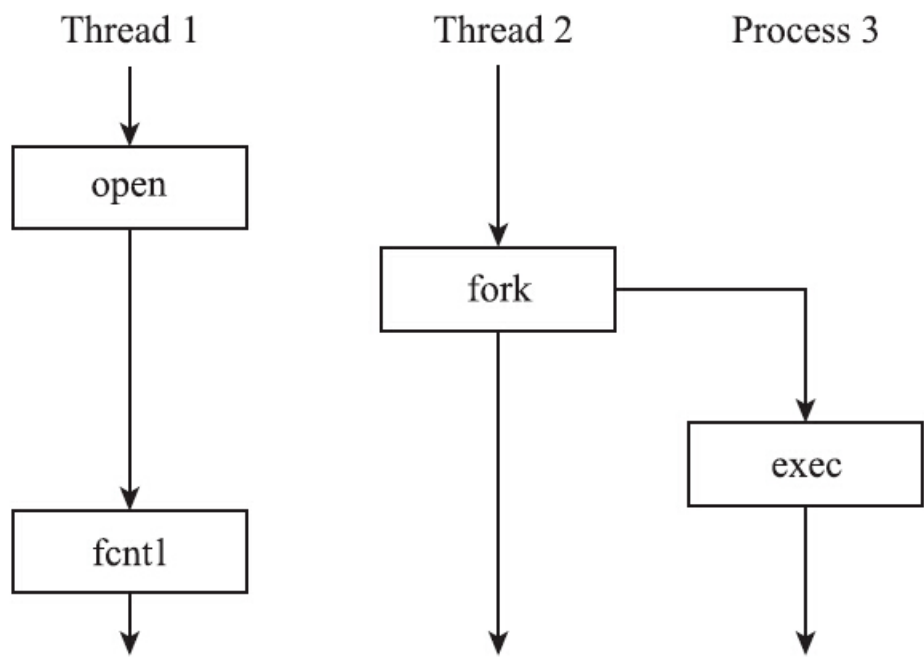 Thread 1
Thread 2
Process 3
open
fork
exec
fcntl